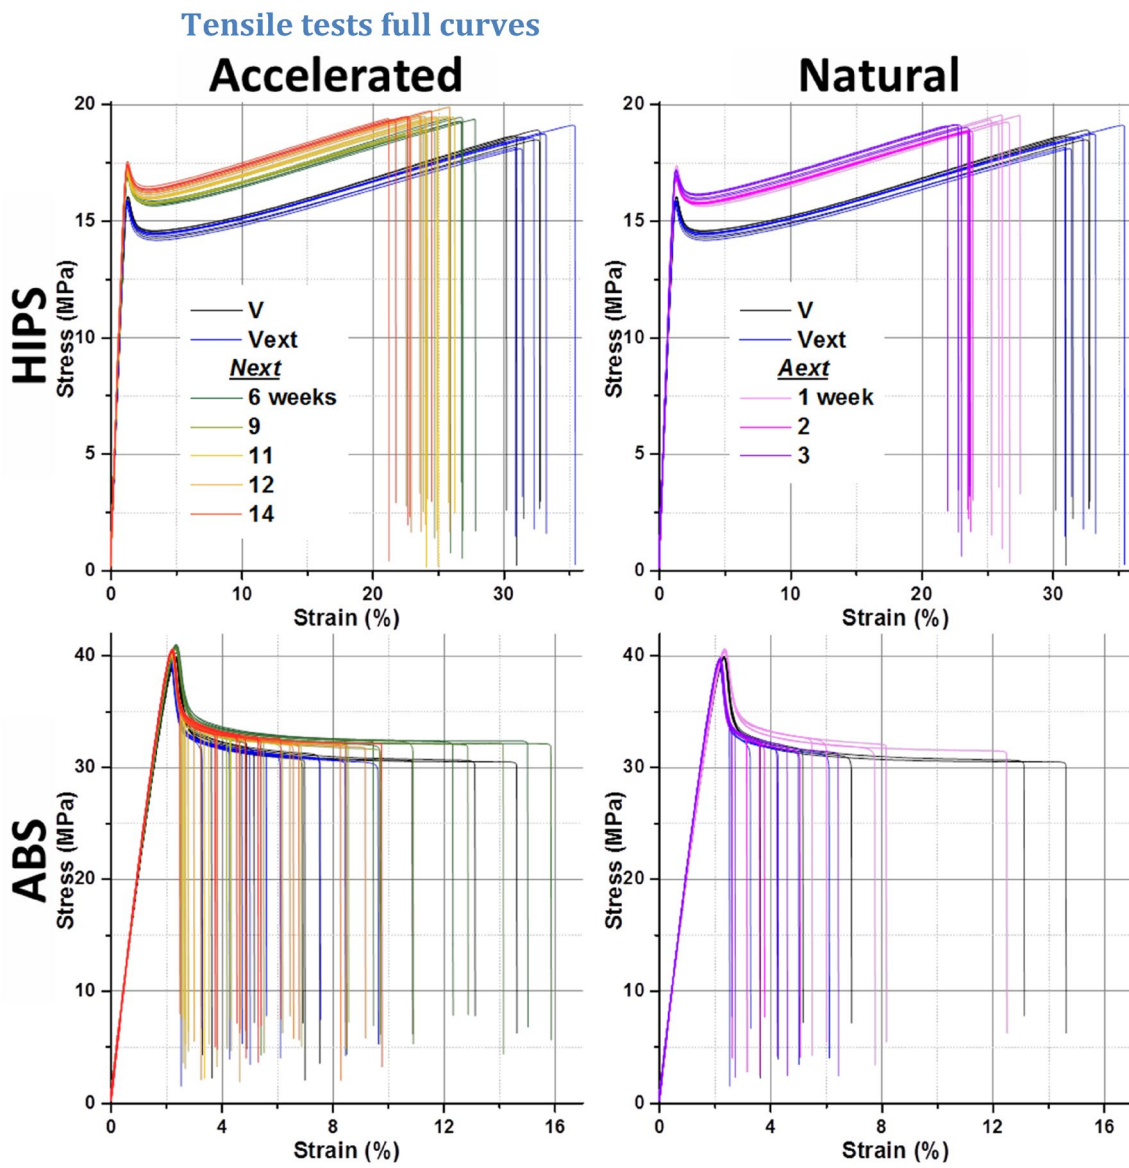 Tensile tests full curves
Accelerated
Natural
HIPS
Stress (MPa)
20
15
10
5
0
V
Vext
Next
6 weeks
9
11
12
14
0
10
20
30
Strain (%)
Stress (MPa)
20
15
10
5
0
V
Vext
Aext
1 week
2
3
0
10
20
30
Strain (%)
ABS
Stress (MPa)
40
30
20
10
0
0
4
8
12
16
Strain (%)
Stress (MPa)
40
30
20
10
0
0
4
8
12
16
Strain (%)